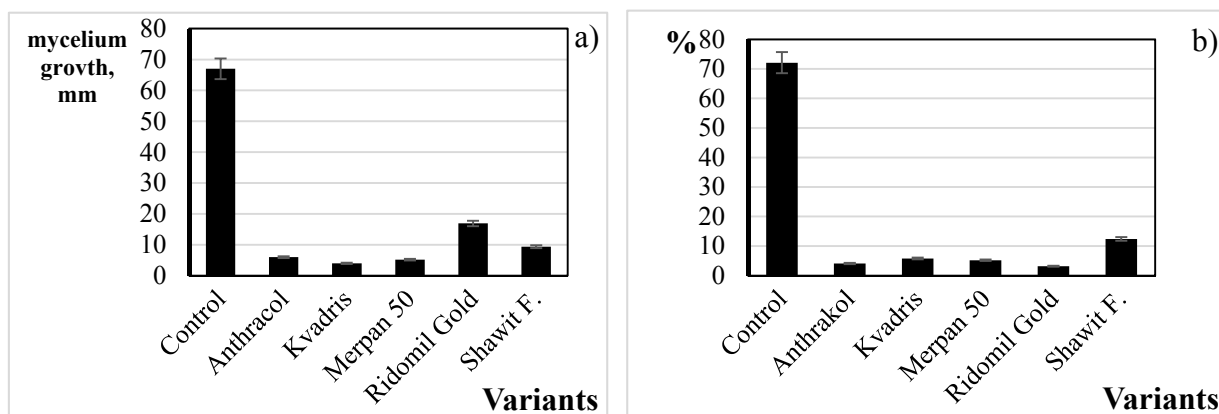 mycelium
grovth,
mm
80
70
60
50
40
30
20
10
0
a)
Control
Anthracol
Kvadris
Merpan 50
Ridomil Gold
Shawit F.
Variants
%
80
70
60
50
40
30
20
10
0
b)
Control
Anthrakol
Kvadris
Merpan 50
Ridomil Gold
Shawit F.
Variants